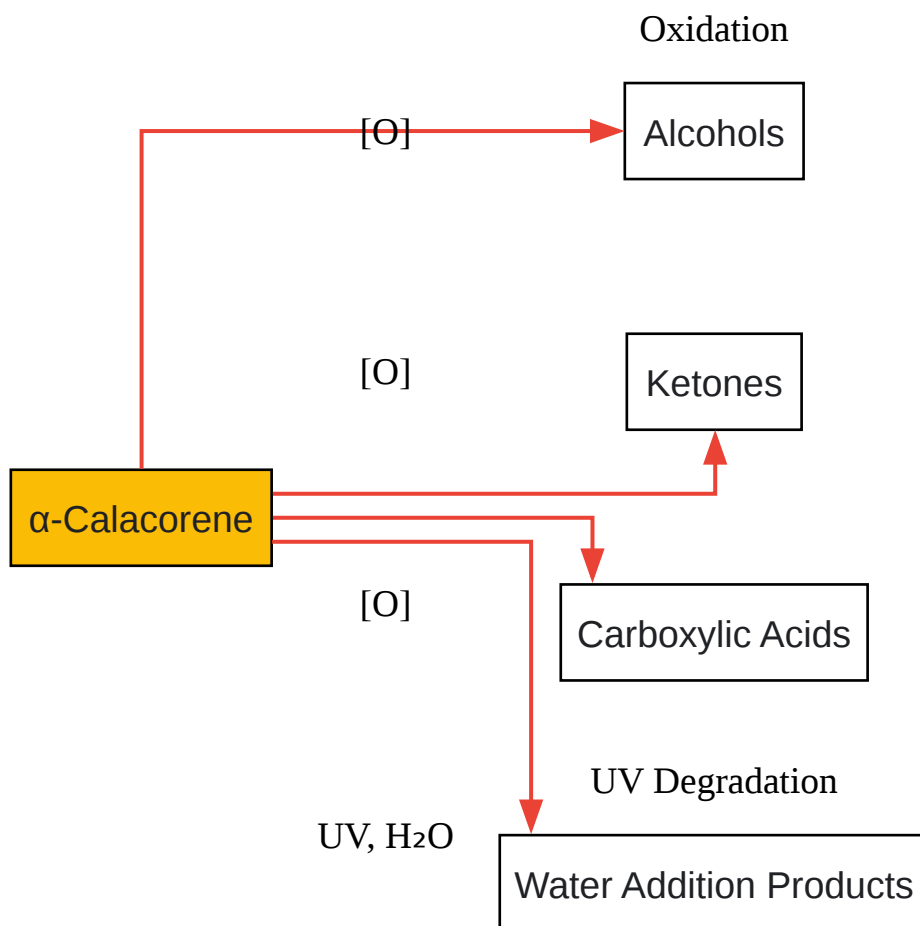 Oxidation
[O]
Alcohols
[O]
Ketones
α-Calacorene
[O]
Carboxylic Acids
UV Degradation
UV, H₂O
Water Addition Products